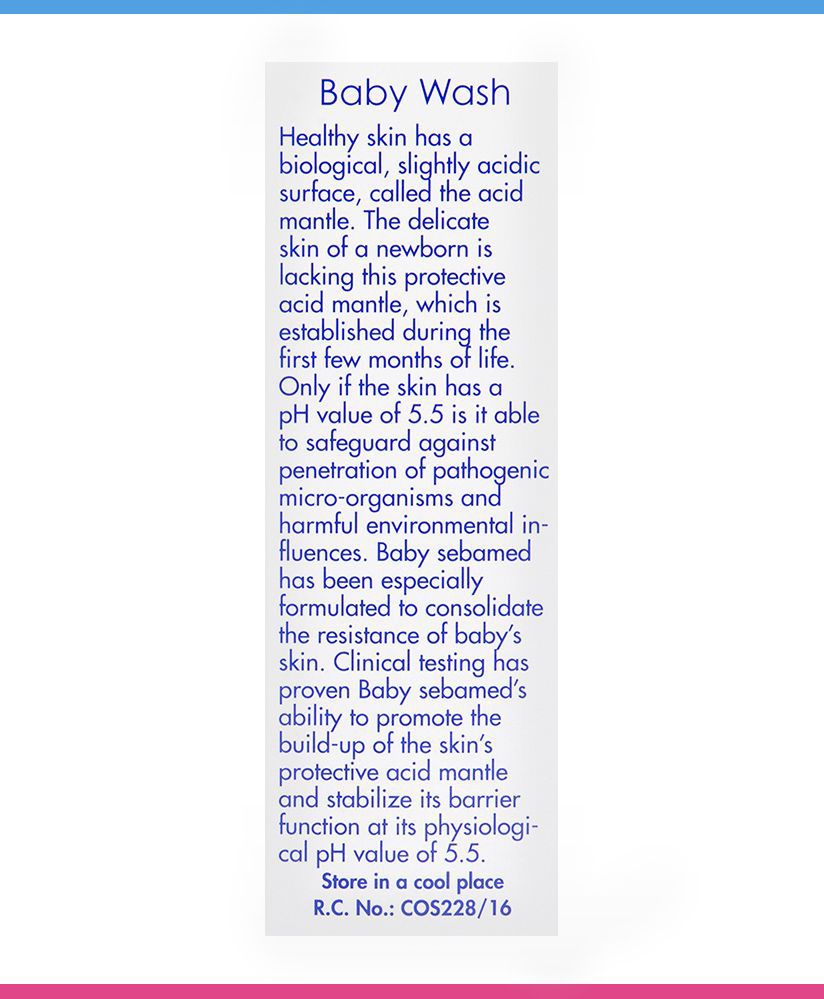 Baby Wash
Healthy skin has a
biological, slightly acidic
surface, called the acid
mantle. The delicate
skin of a newborn is
lacking this protective
acid mantle, which is
established during the
first few months of life.
Only if the skin has a
pH value of 5.5 is it able
to safeguard against
penetration of pathogenic
micro-organisms and
harmful environmental in-
fluences. Baby sebamed
has been especially
formulated to consolidate
the resistance of baby's
skin. Clinical testing has
proven Baby sebamed's
ability to promote the
build-up of the skin's
protective acid mantle
and stabilize its barrier
function at its physiologi-
cal pH value of 5.5.
Store in a cool place
R.C. No.: COS228/16